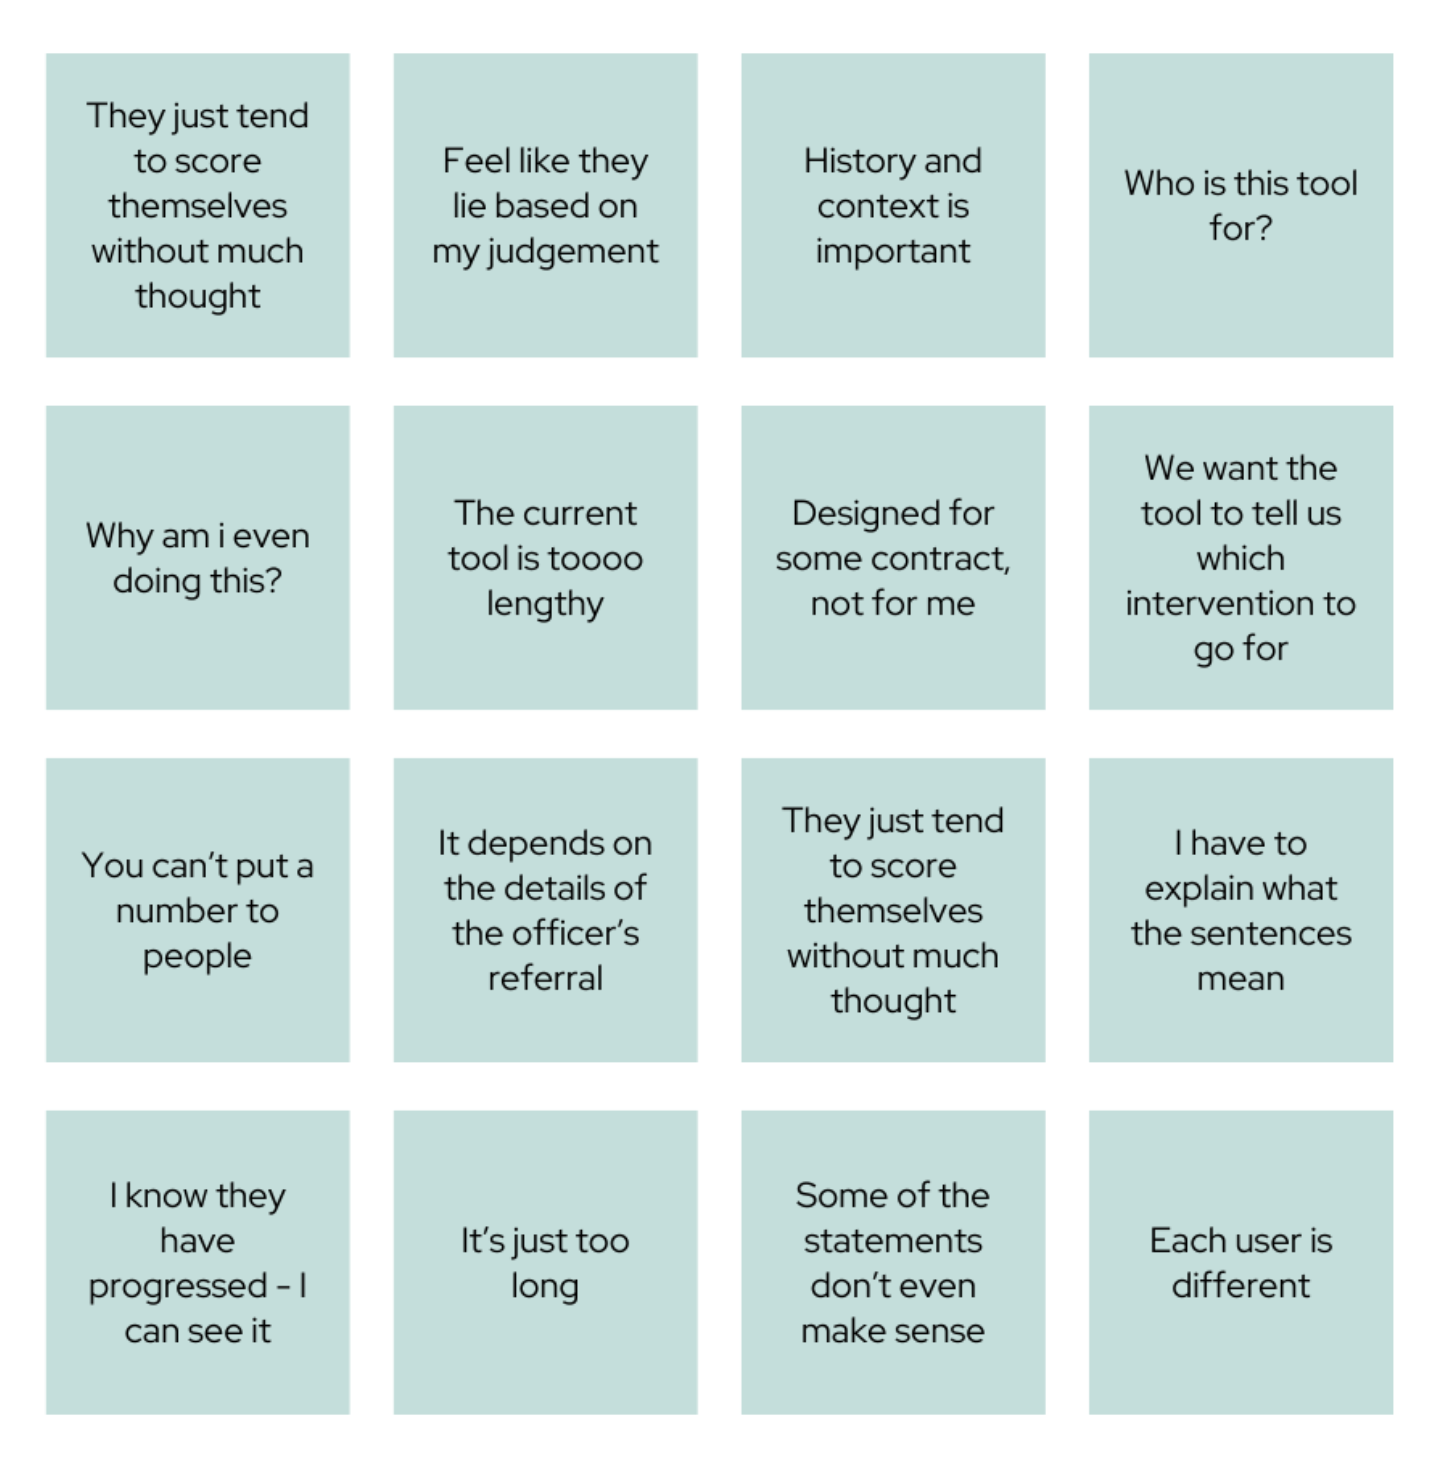 They just tend
to score
themselves
without much
thought
Feel like they
lie based on
my judgement
History and
context is
important
Who is this tool
for?
Why am i even
doing this?
The current
tool is toooo
lengthy
Designed for
some contract,
not for me
We want the
tool to tell us
which
intervention to
go for
You can’t put a
number to
people
It depends on
the details of
the officer’s
referral
They just tend
to score
themselves
without much
thought
I have to
explain what
the sentences
mean
I know they
have
progressed - I
can see it
It’s just too
long
Some of the
statements
don’t even
make sense
Each user is
different